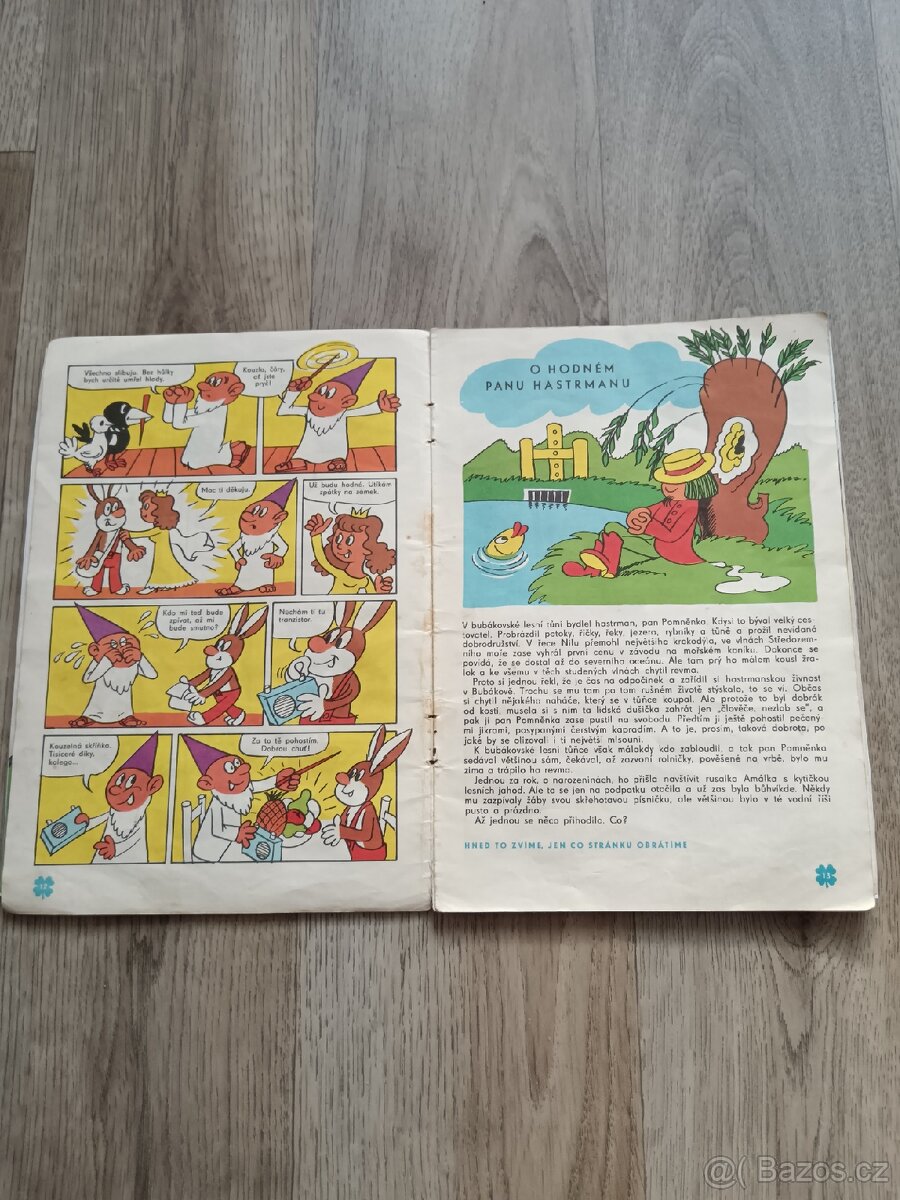 Všechno slibuju. Bez hůlky
bych určitě umřel hlady.
Kouzla, čáry,
ať jste
pryč!
Moc ti děkuju.
Už budu hodná. Utíkám
zpátky na zámek.
Kdo mi teď bude
zpívat, až mi
bude smutno?
Nechám ti tu
tranzistor.
Kouzelná skříňka.
Tisíceré díky,
kolego...
Za to tě pohostím.
Dobrou chuť!
12
O HODNÉM
PANU HASTRMANU
V bubákovské lesní tůni bydlel hastrman, pan Pomněnka. Kdysi to býval velký ces-
tovatel. Probrázdil potoky, říčky, řeky, jezera, rybníky a tůně a prožil nevídaná
dobrodružství. V řece Nilu přemohl největšího krokodýla, ve vlnách Středozem-
ního moře zase vyhrál první cenu v závodu na mořském koníku. Dokonce se
povídá, že se dostal až do severního oceánu. Ale tam prý ho málem kousl žra-
lok a ke všemu v těch studených vlnách chytil revma.
Proto si jednou řekl, že je čas na odpočinek a zařídil si hastrmanskou živnost
v Bubákově. Trochu se mu tam po tom rušném životě stýskalo, to se ví. Občas
si chytil nějakého naháče, který se v tůňce koupal. Ale protože to byl dobrák
od kosti, musela si s ním ta lidská dušička zahrát jen „člověče, nezlob se", a
pak ji pan Pomněnka zase pustil na svobodu. Předtím ji ještě pohostil pečený-
mi jikrami, posypanými čerstvým kapradím. A to je, prosím, taková dobrota, po
jaké by se olizovali i ti největší mlsouni.
K bubákovské lesní tůňce však málokdy kdo zabloudil, a tak pan Pomněnka
sedával většinou sám, čekával, až zazvoní rolničky, pověšené na vrbě, bylo mu
zima a trápilo ho revma.
Jednou za rok, o narozeninách, ho přišla navštívit rusalka Amálka s kytičkou
lesních jahod. Ale ta se jen na podpatku otočila a už zas byla bůhvíkde. Někdy
mu zazpívaly žáby svou skřehotavou písničku, ale většinou bylo v té vodní říši
pusto a prázdno.
Až jednou se něco přihodilo. Co?
HNED TO ZVÍME, JEN CO STRÁNKU OBRÁTÍME
13
@( Bazos.cz